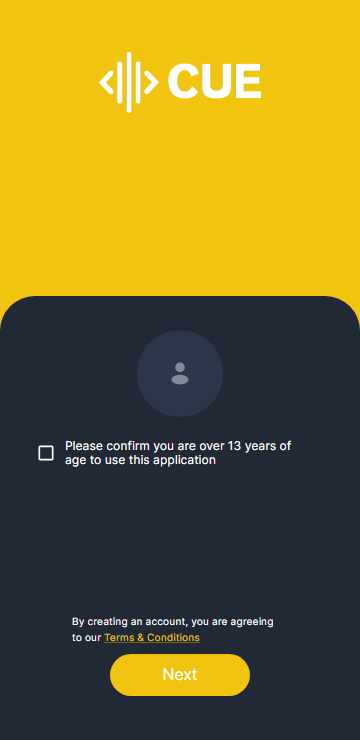 CUE
Please confirm you are over 13 years of
age to use this application
By creating an account, you are agreeing
to our Terms & Conditions
Next